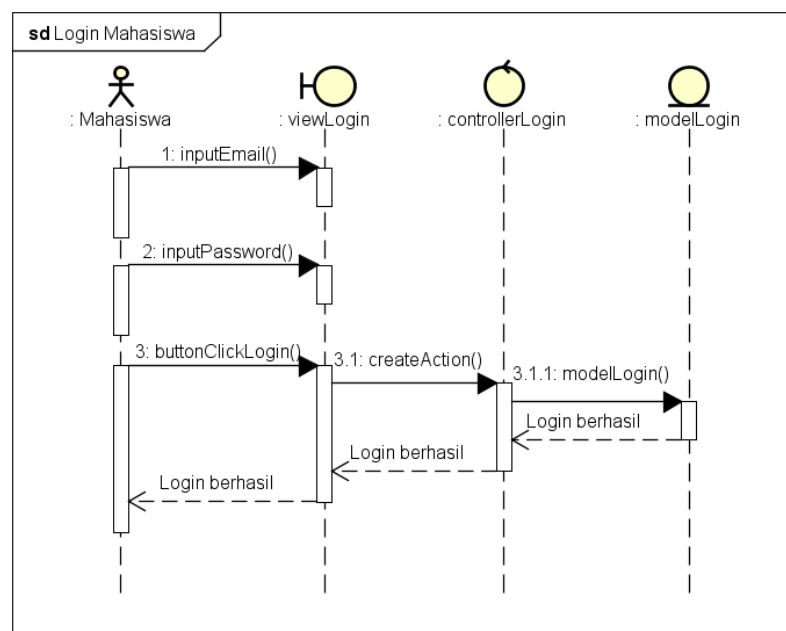 sd Login Mahasiswa
: Mahasiswa
: viewLogin
: controllerLogin
: modelLogin
1: inputEmail()
2: inputPassword()
3: buttonClickLogin()
3.1: createAction()
3.1.1: modelLogin()
Login berhasil
Login berhasil
Login berhasil